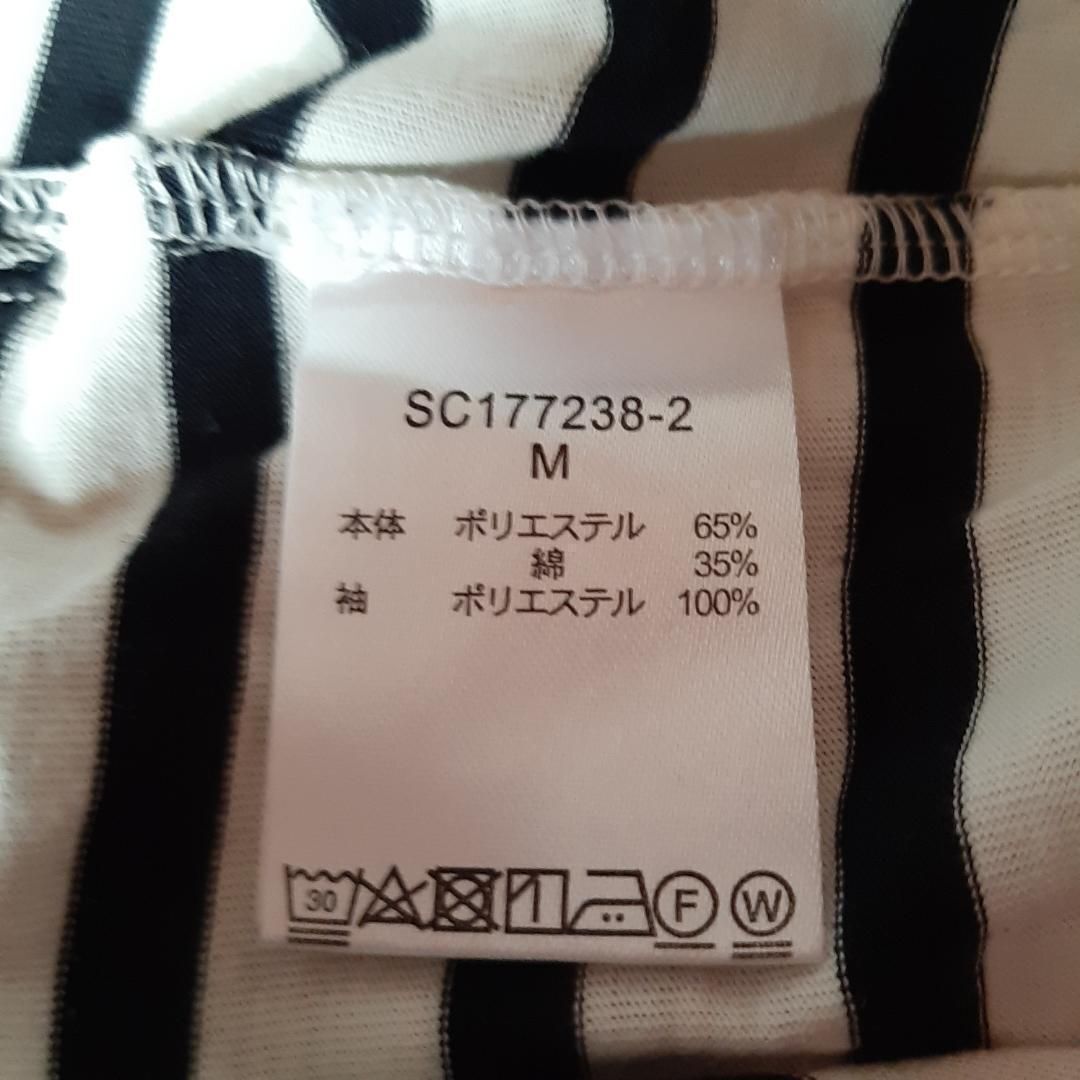 SC177238-2
M
本体 ポリエステル 65%
綿 35%
袖 ポリエステル 100%
30 F W